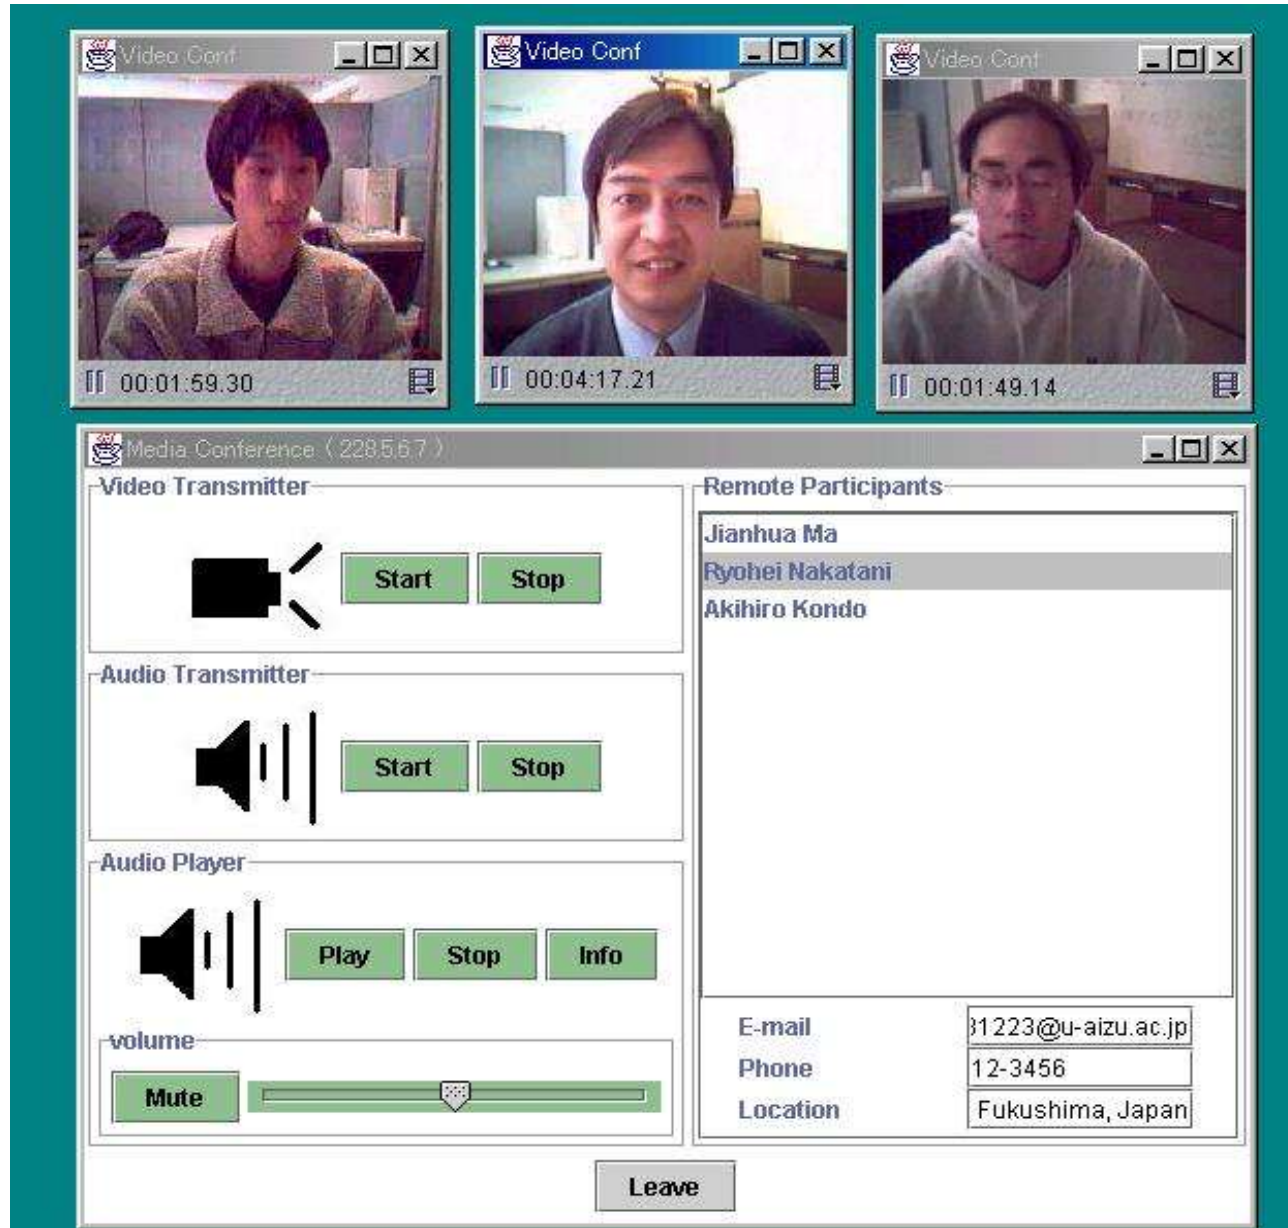 Video Conf
Video Conf
Video Conf
00:01:59.30
00:04:17.21
00:01:49.14
Media Conference ( 228.5.6.7 )
Video Transmitter
Start Stop
Audio Transmitter
Start Stop
Audio Player
Play Stop Info
volume
Mute
Remote Participants
Jianhua Ma
Ryohei Nakatani
Akihiro Kondo
E-mail 31223@u-aizu.ac.jp
Phone 12-3456
Location Fukushima, Japan
Leave